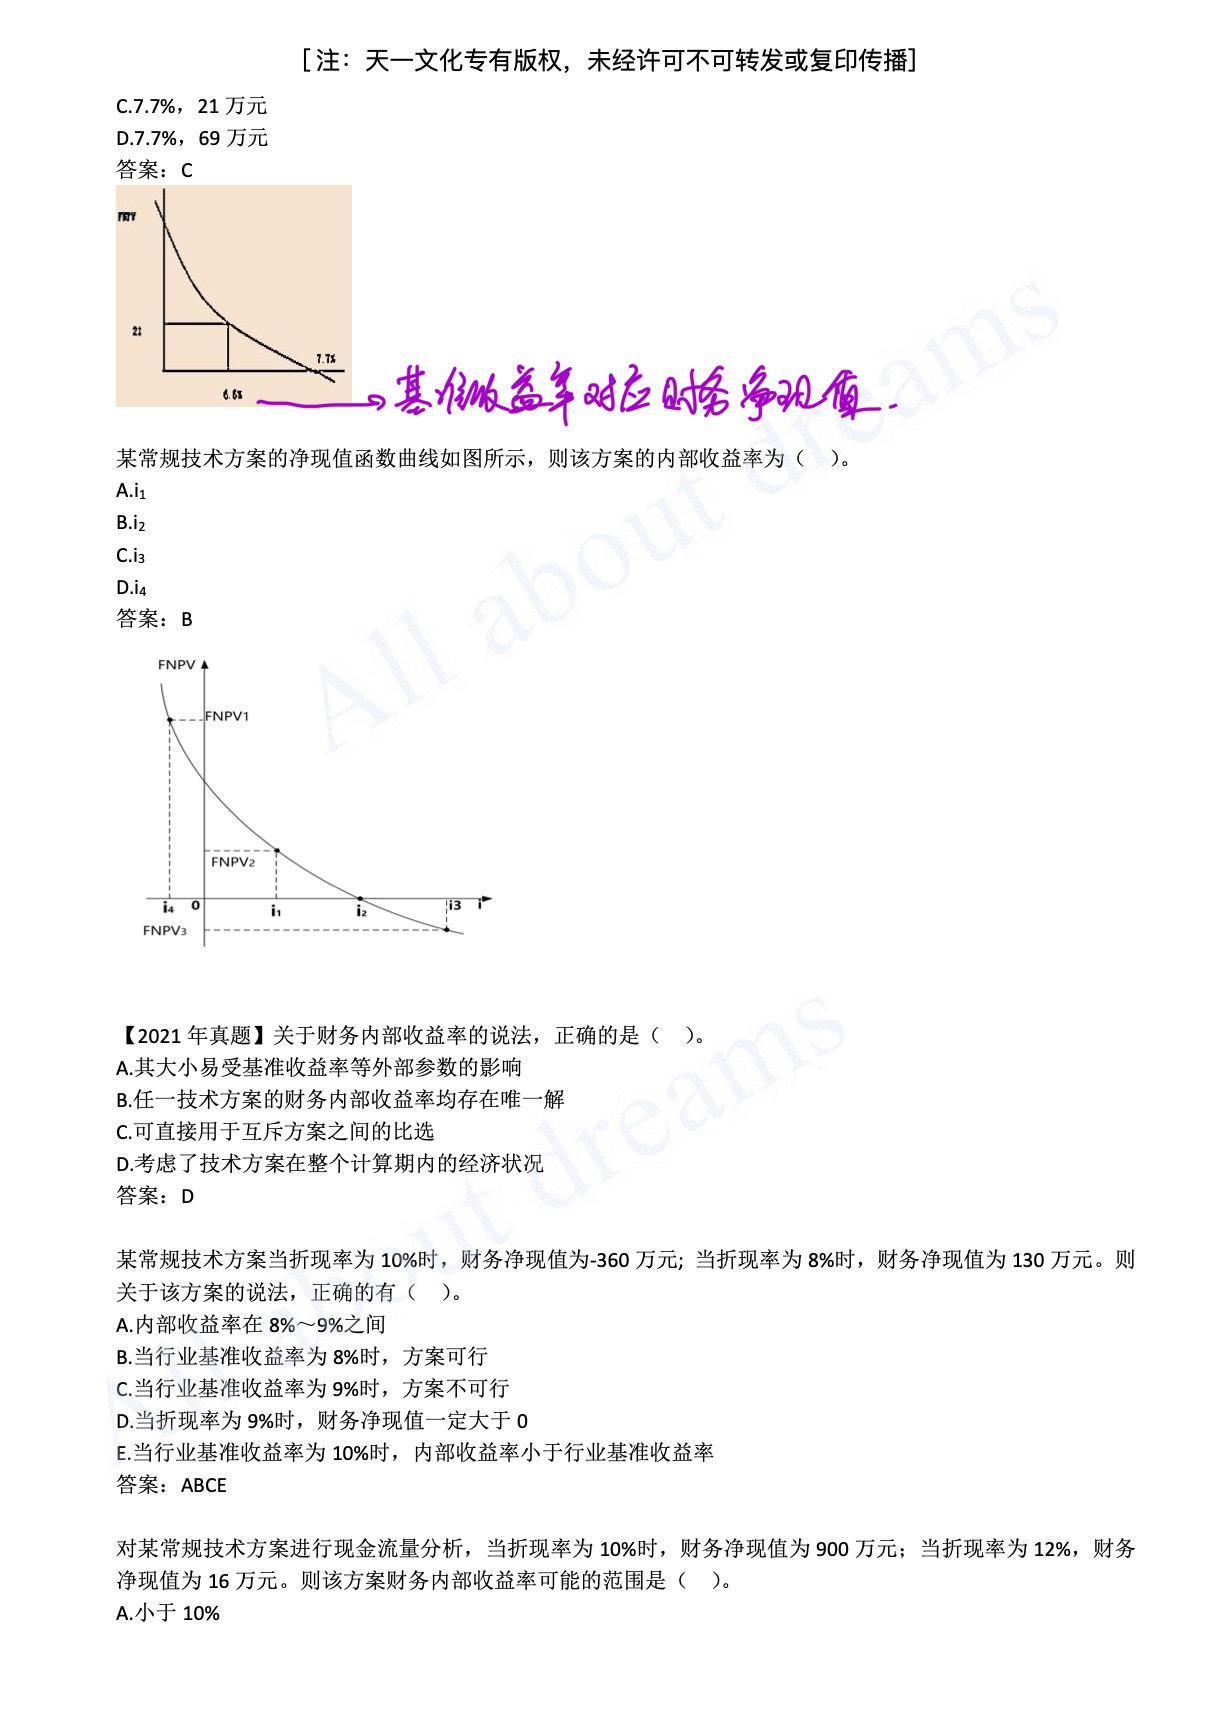 [ 注：天一文化专有版权，未经许可不可转发或复印传播]
C.7.7%，21 万元
D.7.7%，69 万元
答案：C
FNPV
21
7.7%
6.6%
基准收益率对应财务净现值.
某常规技术方案的净现值函数曲线如图所示，则该方案的内部收益率为（ ）。
A.i₁
B.i₂
C.i₃
D.i₄
答案：B
FNPV
FNPV1
FNPV₂
i₄ 0 i₁ i₂ i3 i
FNPV₃
【2021 年真题】关于财务内部收益率的说法，正确的是（ ）。
A.其大小易受基准收益率等外部参数的影响
B.任一技术方案的财务内部收益率均存在唯一解
C.可直接用于互斥方案之间的比选
D.考虑了技术方案在整个计算期内的经济状况
答案：D
某常规技术方案当折现率为 10%时，财务净现值为-360 万元; 当折现率为 8%时，财务净现值为 130 万元。则
关于该方案的说法，正确的有（ ）。
A.内部收益率在 8%～9%之间
B.当行业基准收益率为 8%时，方案可行
C.当行业基准收益率为 9%时，方案不可行
D.当折现率为 9%时，财务净现值一定大于 0
E.当行业基准收益率为 10%时，内部收益率小于行业基准收益率
答案：ABCE
对某常规技术方案进行现金流量分析，当折现率为 10%时，财务净现值为 900 万元；当折现率为 12%，财务
净现值为 16 万元。则该方案财务内部收益率可能的范围是（ ）。
A.小于 10%
All about dreams
All about dreams